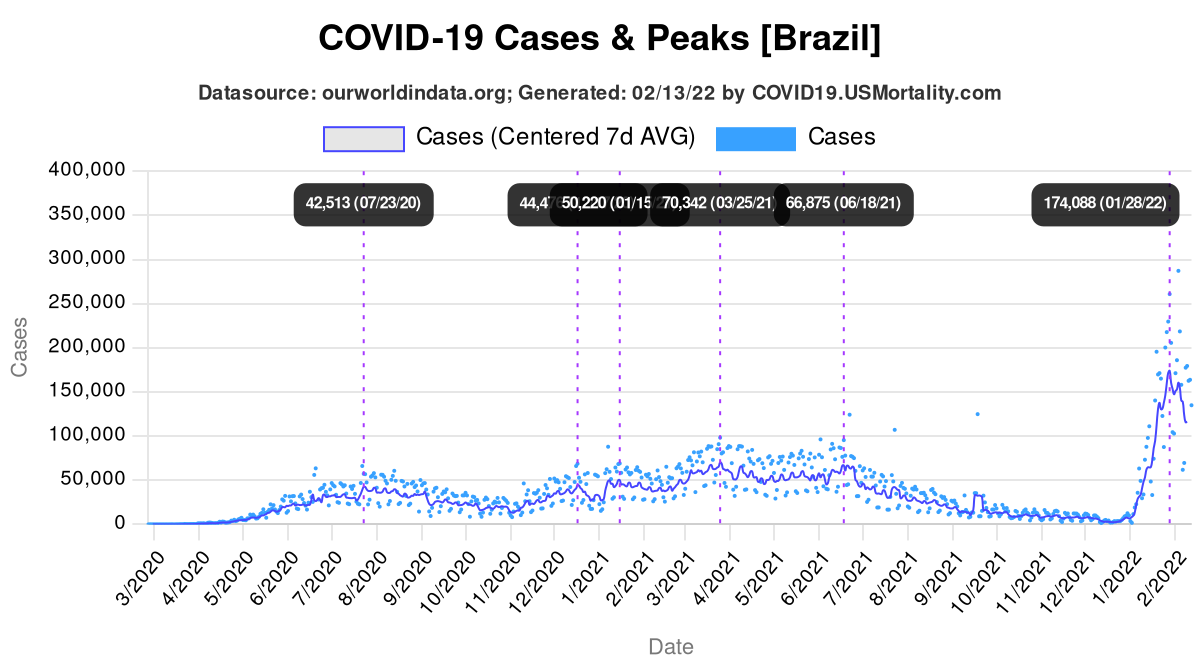 COVID-19 Cases & Peaks [Brazil]
Datasource: ourworldindata.org; Generated: 02/13/22 by COVID19.USMortality.com
Cases (Centered 7d AVG) Cases
400,000
350,000
300,000
250,000
200,000
150,000
100,000
50,000
0
Cases
42,513 (07/23/20) 50,220 (01/15 70,342 (03/25/21) 66,875 (06/18/21) 174,088 (01/28/22)
3/2020 4/2020 5/2020 6/2020 7/2020 8/2020 9/2020 10/2020 11/2020 12/2020 1/2021 2/2021 3/2021 4/2021 5/2021 6/2021 7/2021 8/2021 9/2021 10/2021 11/2021 12/2021 1/2022 2/2022
Date